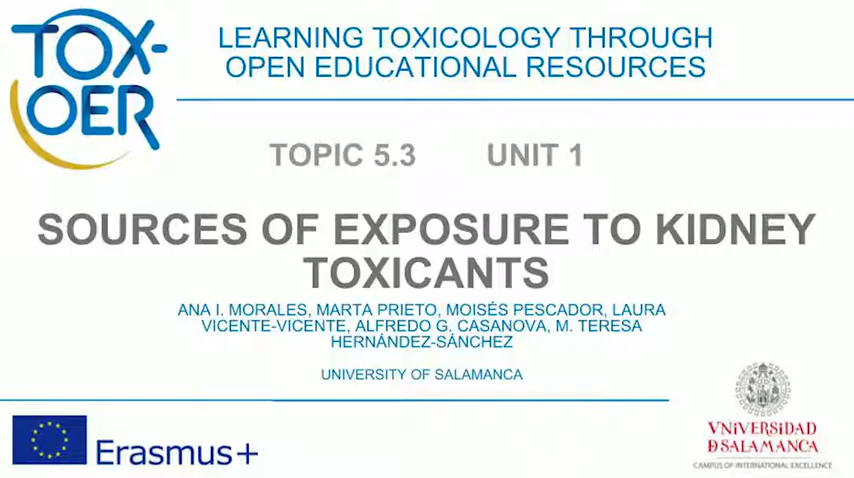 TOX-
OER
LEARNING TOXICOLOGY THROUGH
OPEN EDUCATIONAL RESOURCES
TOPIC 5.3 UNIT 1
SOURCES OF EXPOSURE TO KIDNEY
TOXICANTS
ANA I. MORALES, MARTA PRIETO, MOISÉS PESCADOR, LAURA
VICENTE-VICENTE, ALFREDO G. CASANOVA, M. TERESA
HERNÁNDEZ-SÁNCHEZ
UNIVERSITY OF SALAMANCA
Erasmus+
VNiVERSiDAD
D SALAMANCA
CAMPUS OF INTERNATIONAL EXCELLENCE